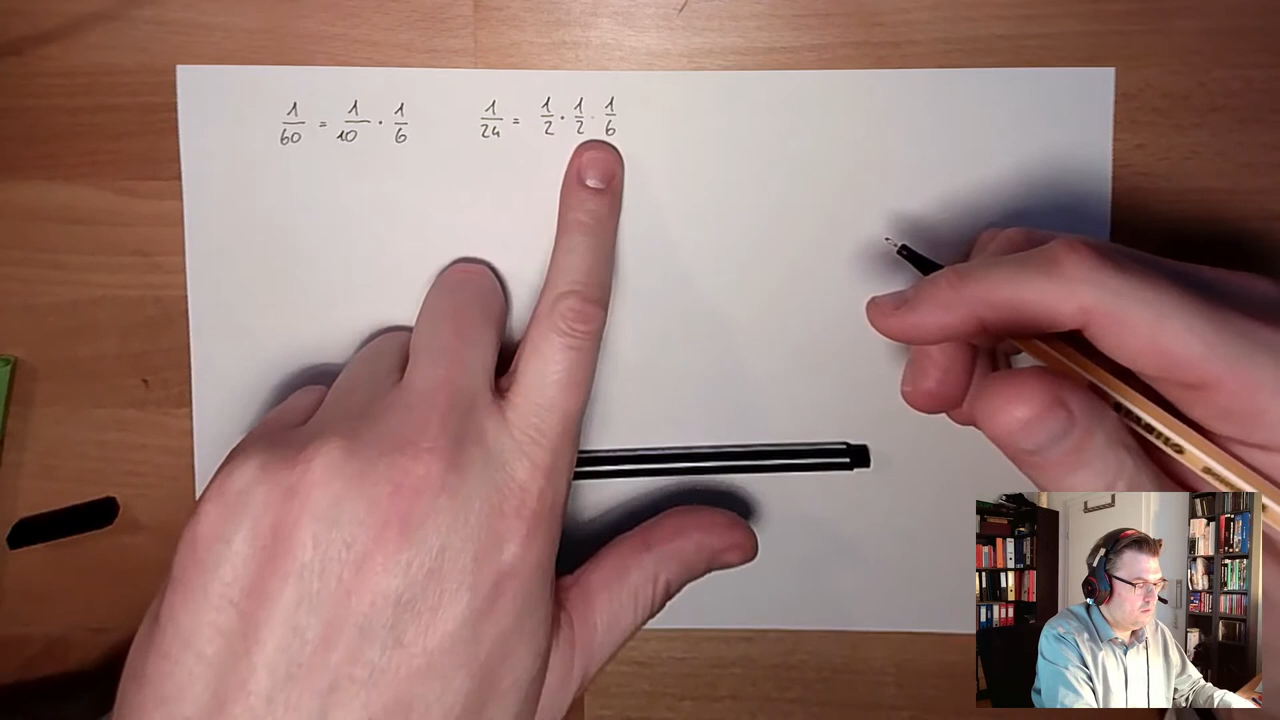 1/60 = 1/10 · 1/6 1/24 = 1/2 · 1/2 · 1/6